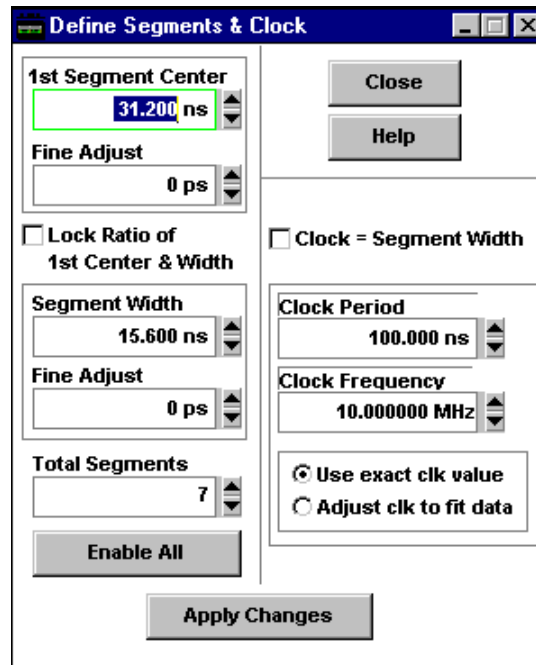 Define Segments & Clock
1st Segment Center
31.200 ns
Fine Adjust
0 ps
Lock Ratio of
1st Center & Width
Segment Width
15.600 ns
Fine Adjust
0 ps
Total Segments
7
Enable All
Close
Help
Clock = Segment Width
Clock Period
100.000 ns
Clock Frequency
10.000000 MHz
Use exact clk value
Adjust clk to fit data
Apply Changes